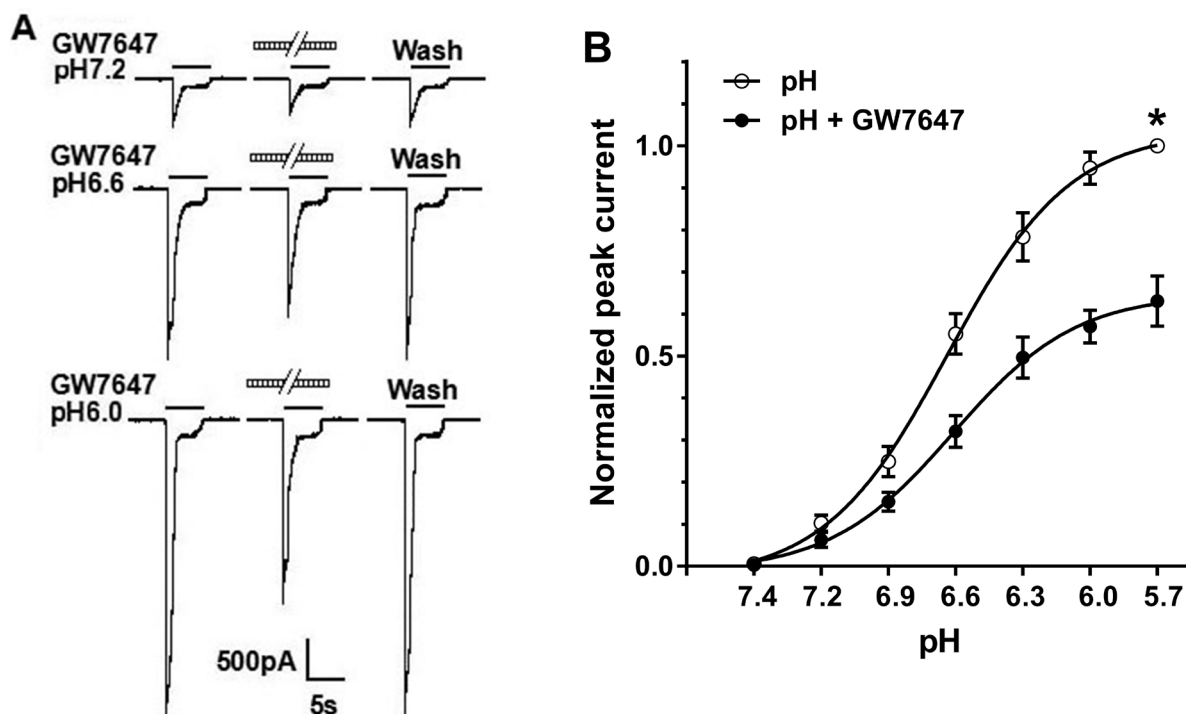 A
GW7647
pH7.2
Wash
GW7647
pH6.6
Wash
GW7647
pH6.0
Wash
500pA
5s
B
pH
pH + GW7647
*
Normalized peak current
1.0
0.5
0.0
7.4 7.2 6.9 6.6 6.3 6.0 5.7
pH